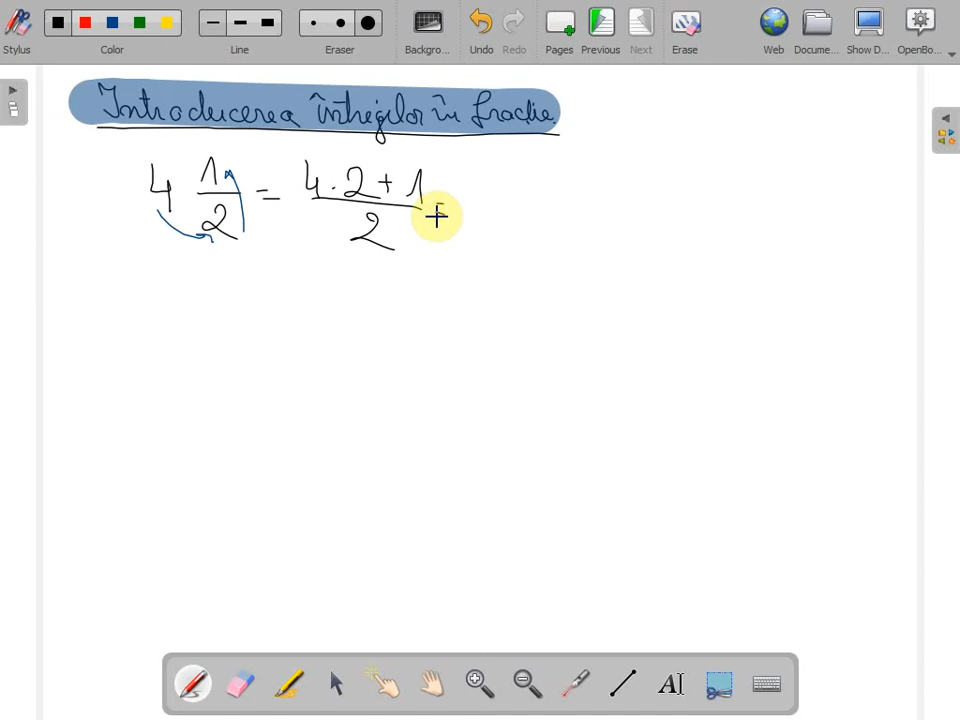 Color
Line
Eraser
Stylus Backgro... Undo Redo Pages Previous Next Erase Web Docume... Show D... OpenBo...
Introducerea întregilor în fracție
4 1/2 = 4·2+1/2 =
A